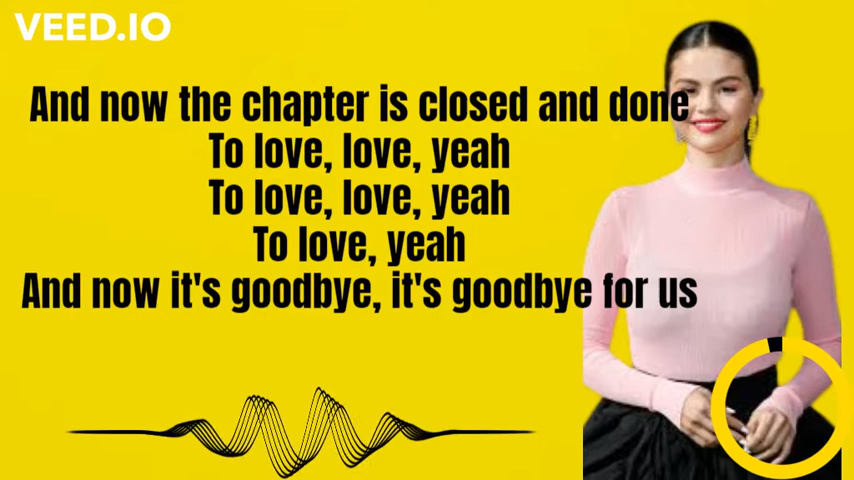 VEED.IO
And now the chapter is closed and done
To love, love, yeah
To love, love, yeah
To love, yeah
And now it's goodbye, it's goodbye for us